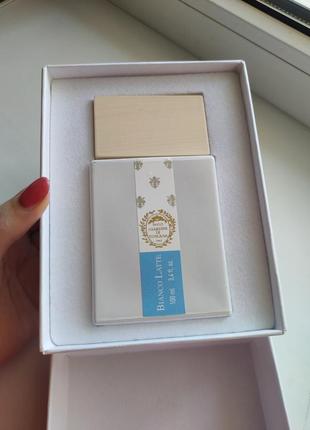 GIARDINI
DI
TOSCANA
BIANCO LATTE
100 ml 3,4 fl. oz.